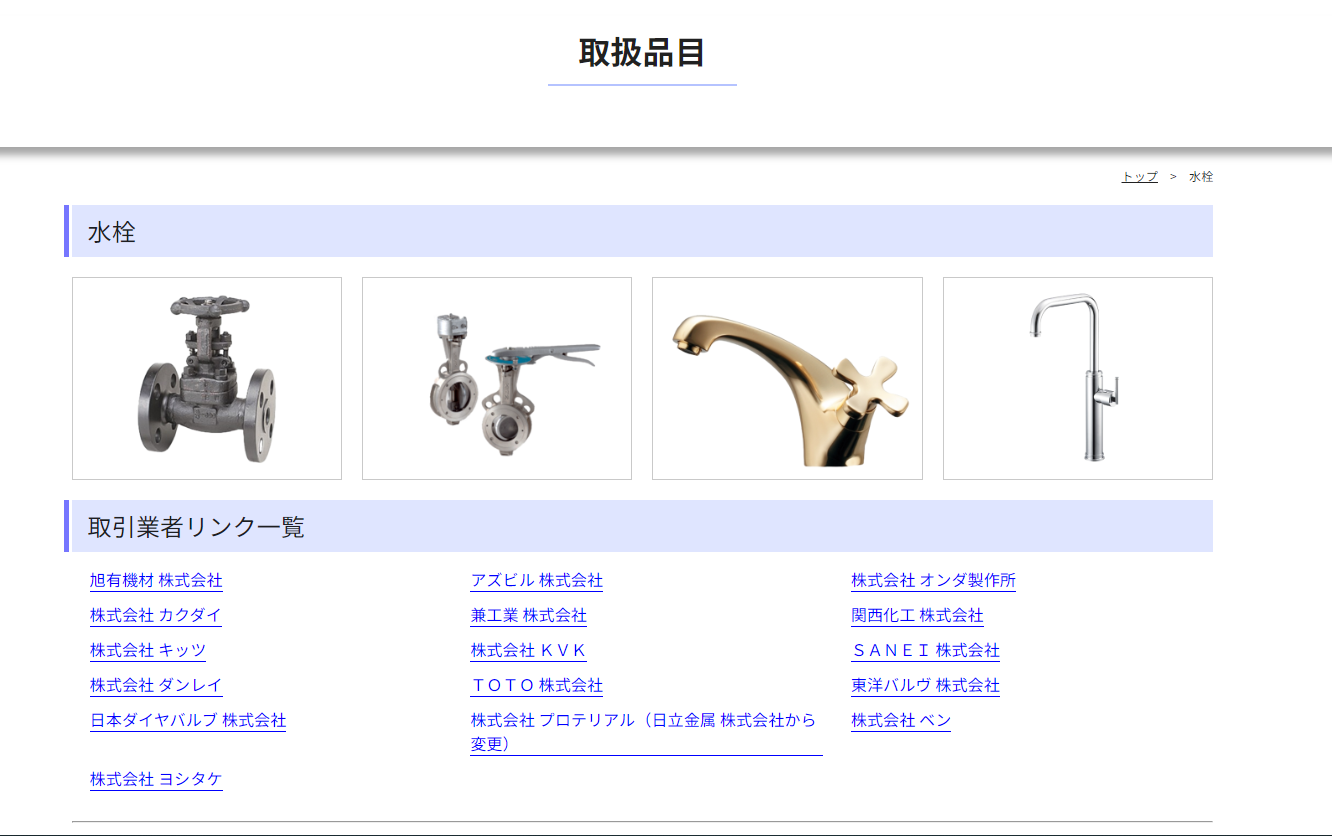 取扱品目
トップ > 水栓
水栓
取引業者リンク一覧
旭有機材 株式会社
アズビル 株式会社
株式会社 オンダ製作所
株式会社 カクダイ
兼工業 株式会社
関西化工 株式会社
株式会社 キッツ
株式会社 ＫＶＫ
ＳＡＮＥＩ 株式会社
株式会社 ダンレイ
ＴＯＴＯ 株式会社
東洋バルヴ 株式会社
日本ダイヤバルブ 株式会社
株式会社 プロテリアル（日立金属 株式会社から
変更）
株式会社 ベン
株式会社 ヨシタケ